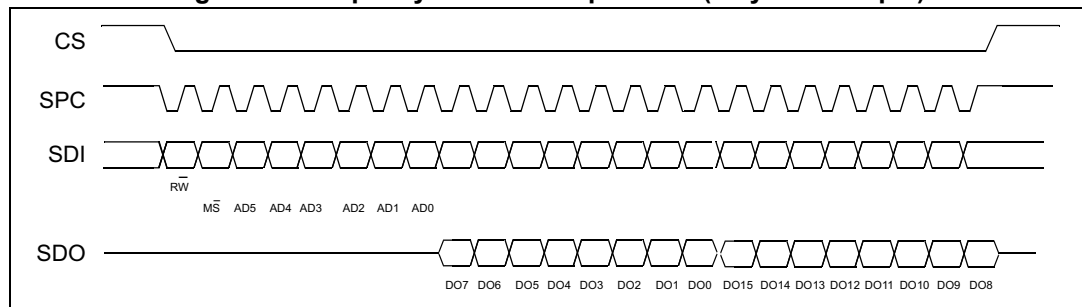 CS
SPC
SDI
RW̅
MS̅ AD5 AD4 AD3 AD2 AD1 AD0
SDO
DO7 DO6 DO5 DO4 DO3 DO2 DO1 DO0 DO15 DO14 DO13 DO12 DO11 DO10 DO9 DO8